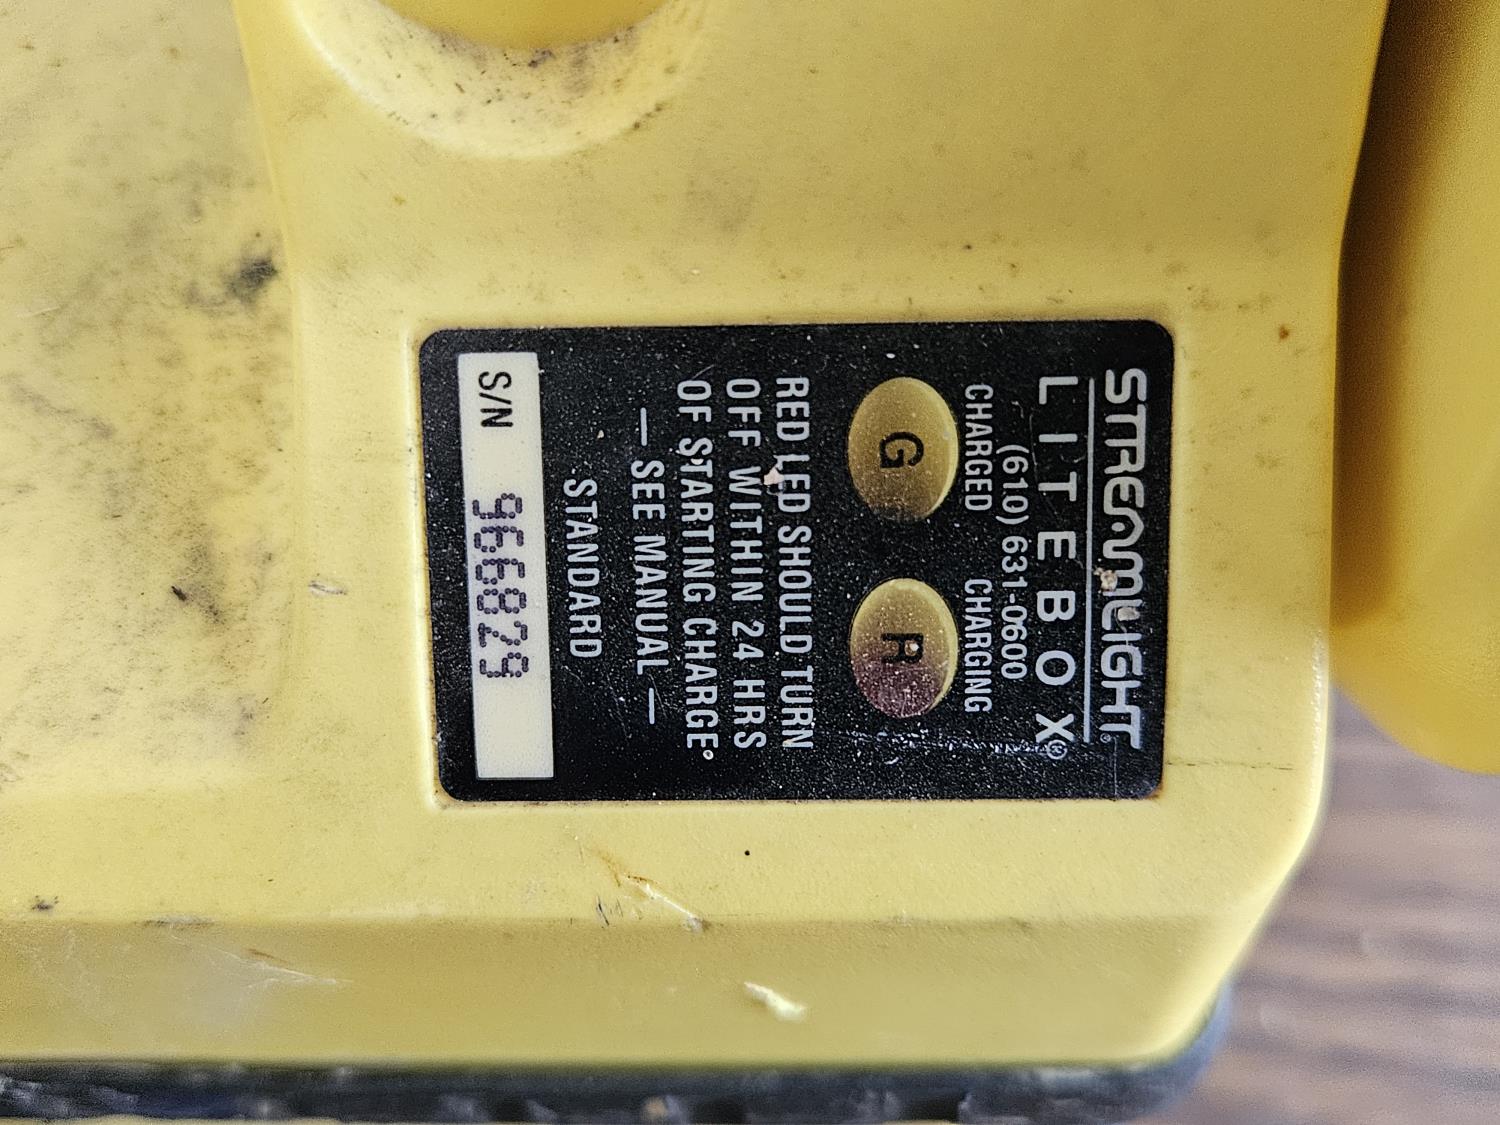 STREAMLIGHT®
LITEBOX®
(610) 631-0600
CHARGED CHARGING
G R
RED LED SHOULD TURN
OFF WITHIN 24 HRS
OF STARTING CHARGE
— SEE MANUAL —
STANDARD
S/N 966829